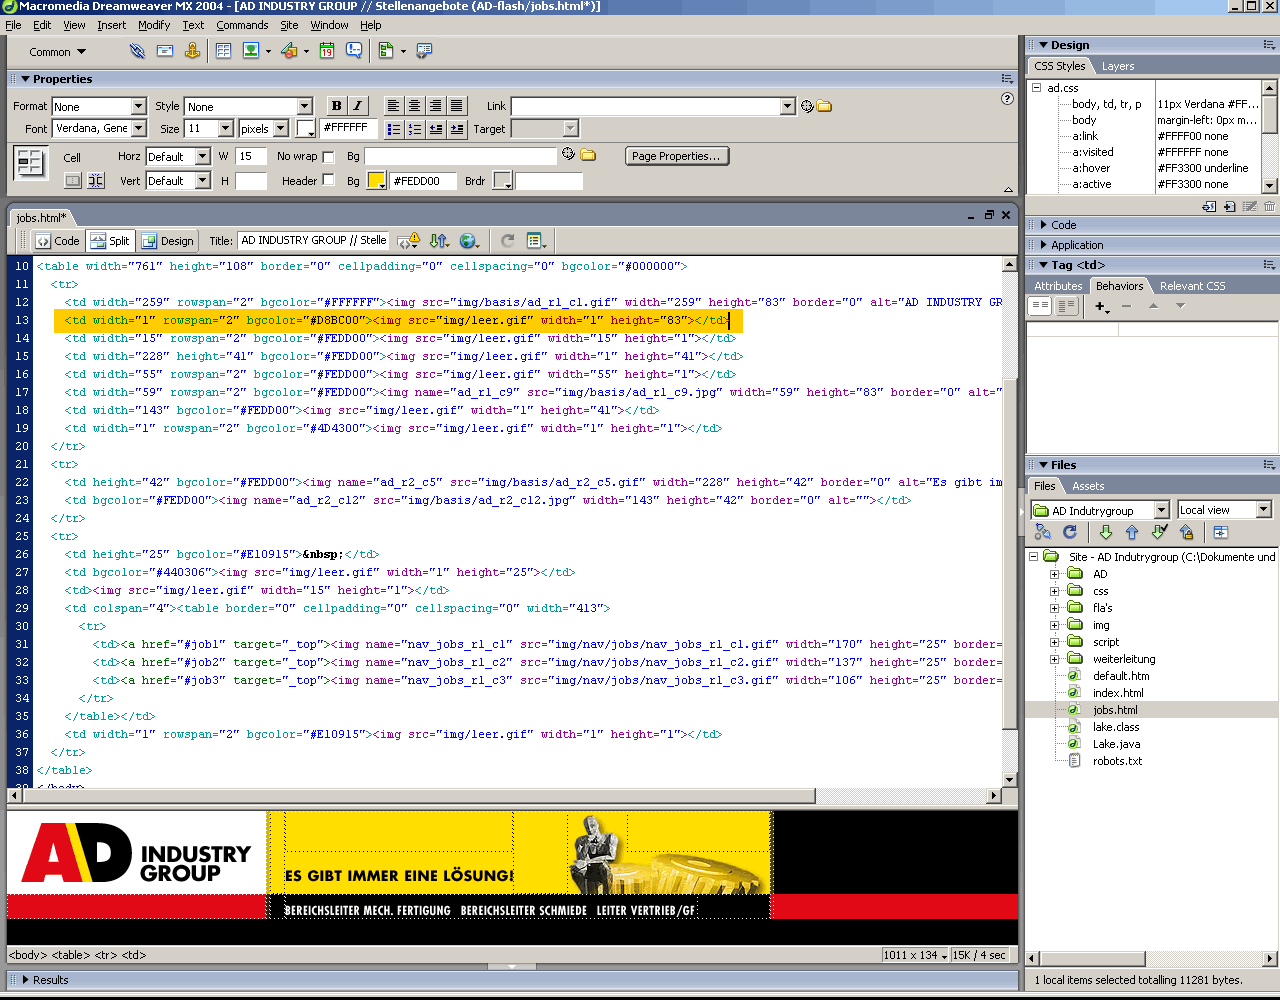 Macromedia Dreamweaver MX 2004 - [AD INDUSTRY GROUP // Stellenangebote (AD-flash/jobs.html*)]
File Edit View Insert Modify Text Commands Site Window Help
Common
19
Properties
Format None Style None B I Link
Font Verdana, Gene Size 11 pixels #FFFFFF Target
Cell Horz Default W 15 No wrap Bg Page Properties...
Vert Default H Header Bg #FEDD00 Brdr
jobs.html*
Code Split Design Title: AD INDUSTRY GROUP // Stelle
10 <table width="761" height="108" border="0" cellpadding="0" cellspacing="0" bgcolor="#000000">
11 <tr>
12 <td width="259" rowspan="2" bgcolor="#FFFFFF"><img src="img/basis/ad_r1_c1.gif" width="259" height="83" border="0" alt="AD INDUSTRY GR
13 <td width="1" rowspan="2" bgcolor="#D8BC00"><img src="img/leer.gif" width="1" height="83"></td>
14 <td width="15" rowspan="2" bgcolor="#FEDD00"><img src="img/leer.gif" width="15" height="1"></td>
15 <td width="228" height="41" bgcolor="#FEDD00"><img src="img/leer.gif" width="1" height="41"></td>
16 <td width="55" rowspan="2" bgcolor="#FEDD00"><img src="img/leer.gif" width="55" height="1"></td>
17 <td width="59" rowspan="2" bgcolor="#FEDD00"><img name="ad_r1_c9" src="img/basis/ad_r1_c9.jpg" width="59" height="83" border="0" alt="
18 <td width="143" bgcolor="#FEDD00"><img src="img/leer.gif" width="1" height="41"></td>
19 <td width="1" rowspan="2" bgcolor="#4D4300"><img src="img/leer.gif" width="1" height="1"></td>
20 </tr>
21 <tr>
22 <td height="42" bgcolor="#FEDD00"><img name="ad_r2_c5" src="img/basis/ad_r2_c5.gif" width="228" height="42" border="0" alt="Es gibt im
23 <td bgcolor="#FEDD00"><img name="ad_r2_c12" src="img/basis/ad_r2_c12.jpg" width="143" height="42" border="0" alt=""></td>
24 </tr>
25 <tr>
26 <td height="25" bgcolor="#E10915">&nbsp;</td>
27 <td bgcolor="#440306"><img src="img/leer.gif" width="1" height="25"></td>
28 <td><img src="img/leer.gif" width="15" height="1"></td>
29 <td colspan="4"><table border="0" cellpadding="0" cellspacing="0" width="413">
30 <tr>
31 <td><a href="#job1" target="_top"><img name="nav_jobs_r1_c1" src="img/nav/jobs/nav_jobs_r1_c1.gif" width="170" height="25" border=
32 <td><a href="#job2" target="_top"><img name="nav_jobs_r1_c2" src="img/nav/jobs/nav_jobs_r1_c2.gif" width="137" height="25" border=
33 <td><a href="#job3" target="_top"><img name="nav_jobs_r1_c3" src="img/nav/jobs/nav_jobs_r1_c3.gif" width="106" height="25" border=
34 </tr>
35 </table></td>
36 <td width="1" rowspan="2" bgcolor="#E10915"><img src="img/leer.gif" width="1" height="1"></td>
37 </tr>
38 </table>
39 </body>
AD INDUSTRY
GROUP
ES GIBT IMMER EINE LÖSUNG!
BEREICHSLEITER MECH. FERTIGUNG BEREICHSLEITER SCHMIEDE LEITER VERTRIEB/GF
<body> <table> <tr> <td> 1011 x 134 15K / 4 sec
Results
Design
CSS Styles Layers
ad.css
body, td, tr, p 11px Verdana #FF...
body margin-left: 0px m...
a:link #FFFF00 none
a:visited #FFFFFF none
a:hover #FF3300 underline
a:active #FF3300 none
Code
Application
Tag <td>
Attributes Behaviors Relevant CSS
Files
Files Assets
AD Indutrygroup Local view
Site - AD Indutrygroup (C:\Dokumente und
AD
css
fla's
img
script
weiterleitung
default.htm
index.html
jobs.html
lake.class
Lake.java
robots.txt
1 local items selected totalling 11281 bytes.